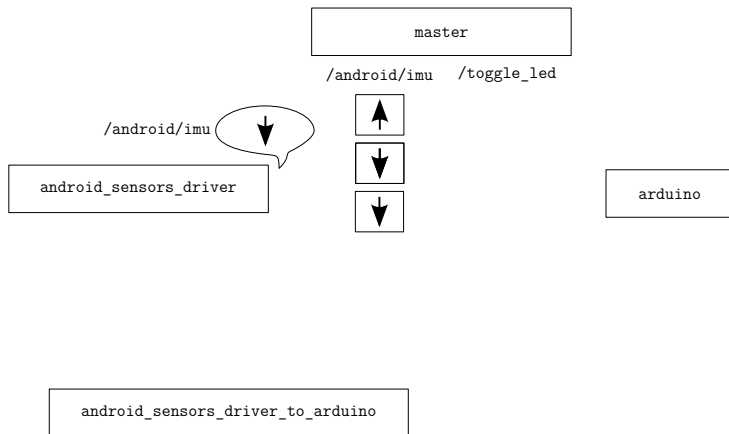 master
/android/imu
/toggle_led
/android/imu
android_sensors_driver
arduino
android_sensors_driver_to_arduino